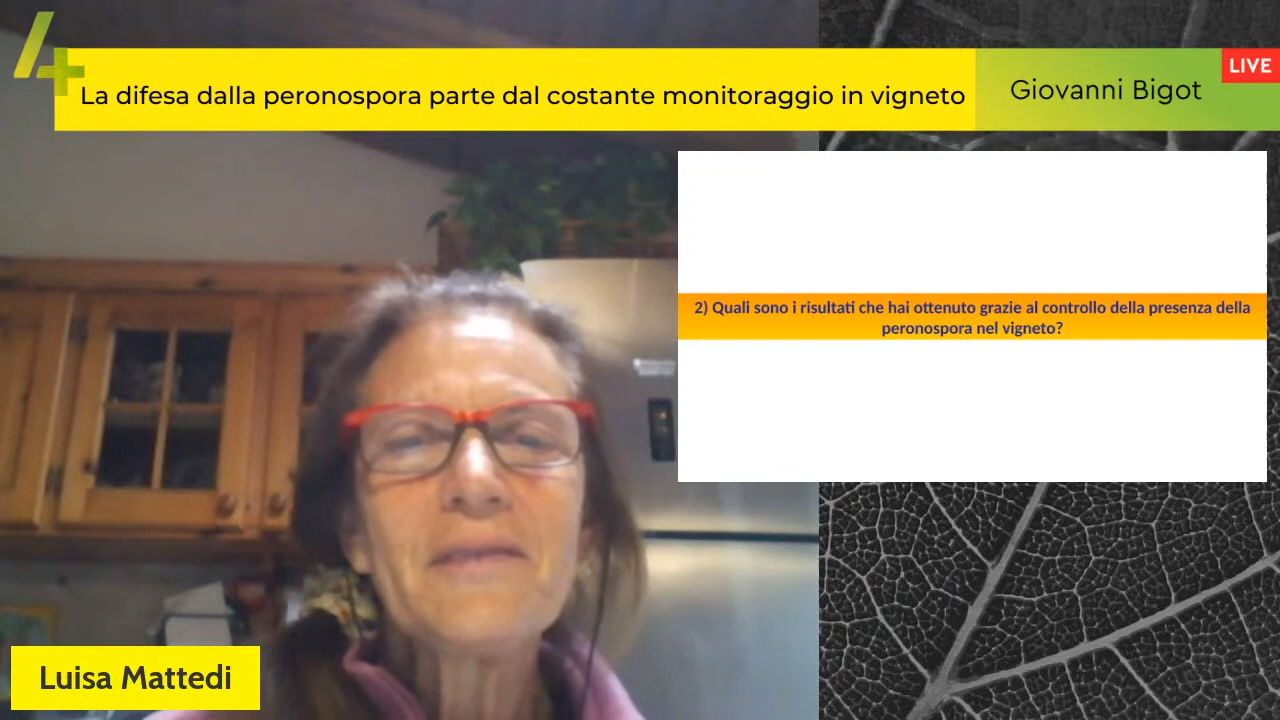 La difesa dalla peronospora parte dal costante monitoraggio in vigneto
Giovanni Bigot
LIVE
2) Quali sono i risultati che hai ottenuto grazie al controllo della presenza della
peronospora nel vigneto?
Luisa Mattedi